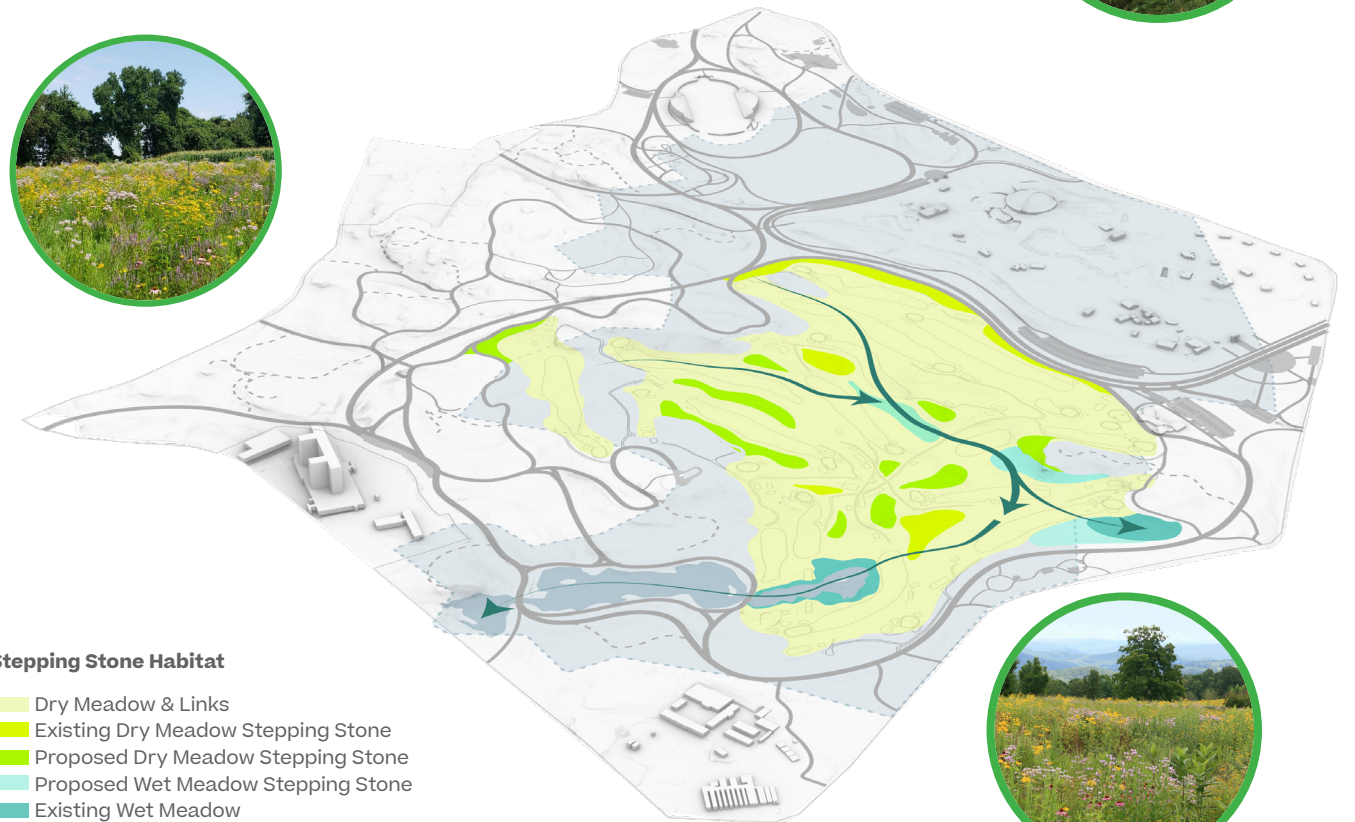 Stepping Stone Habitat
Dry Meadow & Links
Existing Dry Meadow Stepping Stone
Proposed Dry Meadow Stepping Stone
Proposed Wet Meadow Stepping Stone
Existing Wet Meadow